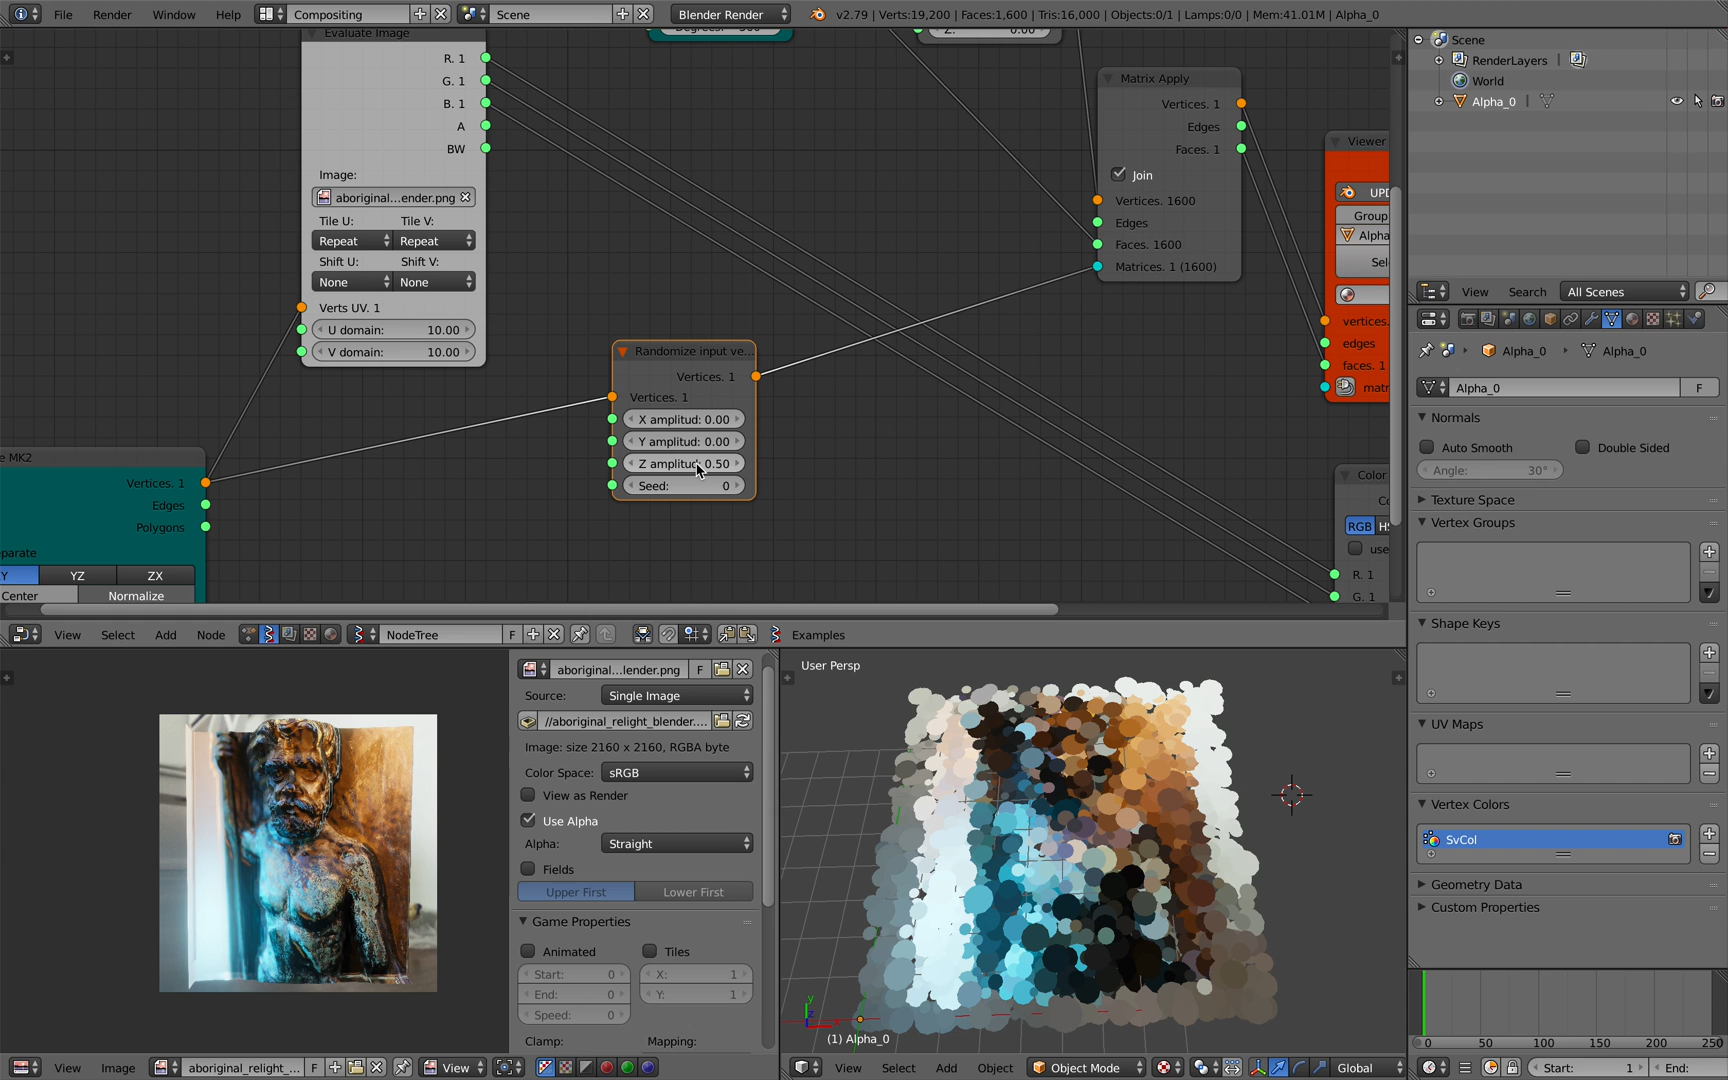 File Render Window Help Compositing Scene Blender Render v2.79 | Verts:19,200 | Faces:1,600 | Tris:16,000 | Objects:0/1 | Lamps:0/0 | Mem:41.01M | Alpha_0
Evaluate Image
R. 1
G. 1
B. 1
A
BW
Image:
aboriginal...ender.png
Tile U: Tile V:
Repeat Repeat
Shift U: Shift V:
None None
Verts UV. 1
U domain: 10.00
V domain: 10.00
Z: 0.00
Matrix Apply
Vertices. 1
Edges
Faces. 1
Join
Vertices. 1600
Edges
Faces. 1600
Matrices. 1 (1600)
Viewer
UPD
Group
Alpha
Sel
vertices.
edges
faces. 1
matr
Randomize input ve...
Vertices. 1
Vertices. 1
X amplitud: 0.00
Y amplitud: 0.00
Z amplitud: 0.50
Seed: 0
e MK2
Vertices. 1
Edges
Polygons
parate
Y YZ ZX
Center Normalize
Color
Co
RGB HS
use
R. 1
G. 1
View Select Add Node NodeTree F Examples
aboriginal...lender.png F
Source: Single Image
//aboriginal_relight_blender....
Image: size 2160 x 2160, RGBA byte
Color Space: sRGB
View as Render
Use Alpha
Alpha: Straight
Fields
Upper First Lower First
Game Properties
Animated Tiles
Start: 0 X: 1
End: 0 Y: 1
Speed: 0
Clamp: Mapping:
View Image aboriginal_relight_... F View
User Persp
y
(1) Alpha_0
View Select Add Object Object Mode Global
Scene
RenderLayers
World
Alpha_0
View Search All Scenes
Alpha_0 Alpha_0
Alpha_0 F
Normals
Auto Smooth Double Sided
Angle: 30°
Texture Space
Vertex Groups
Shape Keys
UV Maps
Vertex Colors
SvCol
Geometry Data
Custom Properties
0 50 100 150 200 250
Start: 1 End: